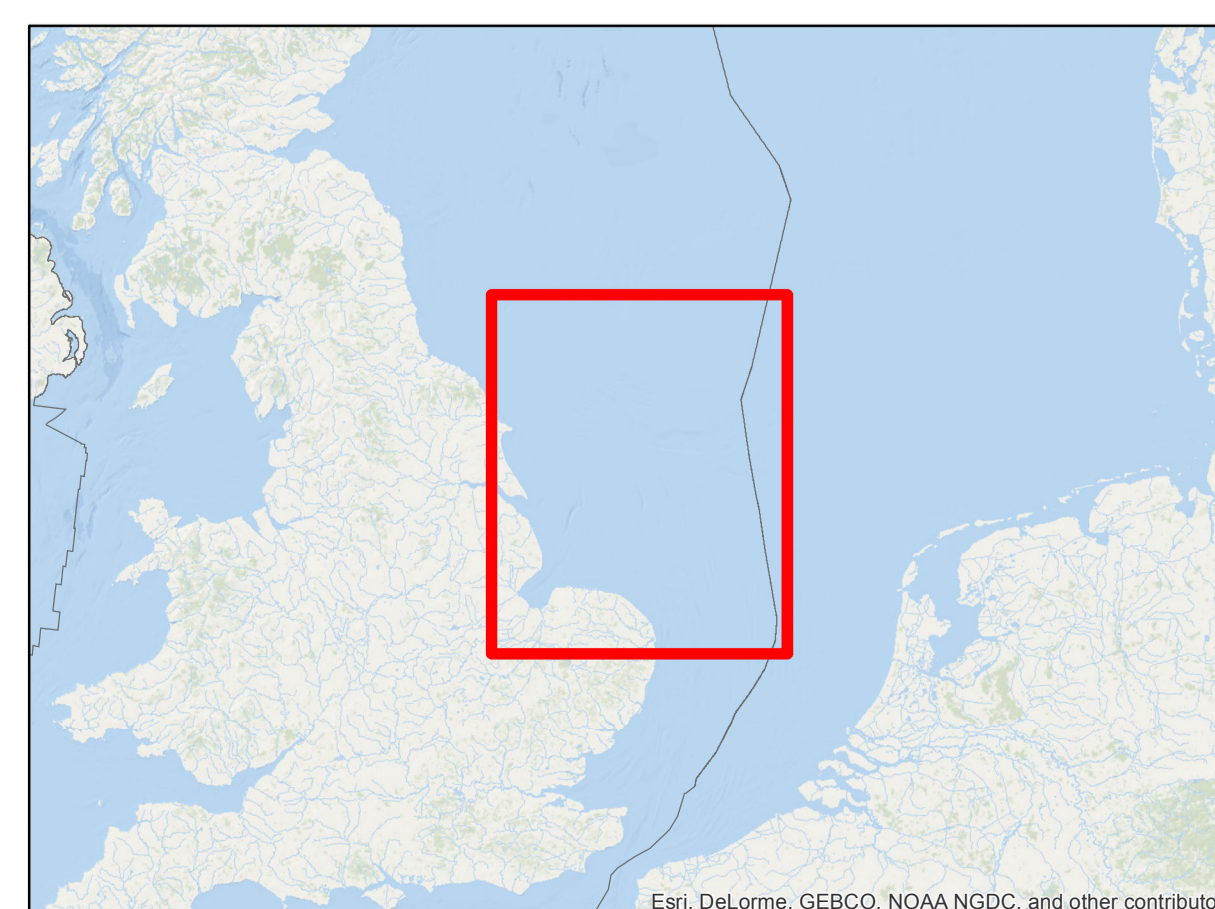 Esri, DeLorme, GEBCO, NOAA NGDC, and other contributo